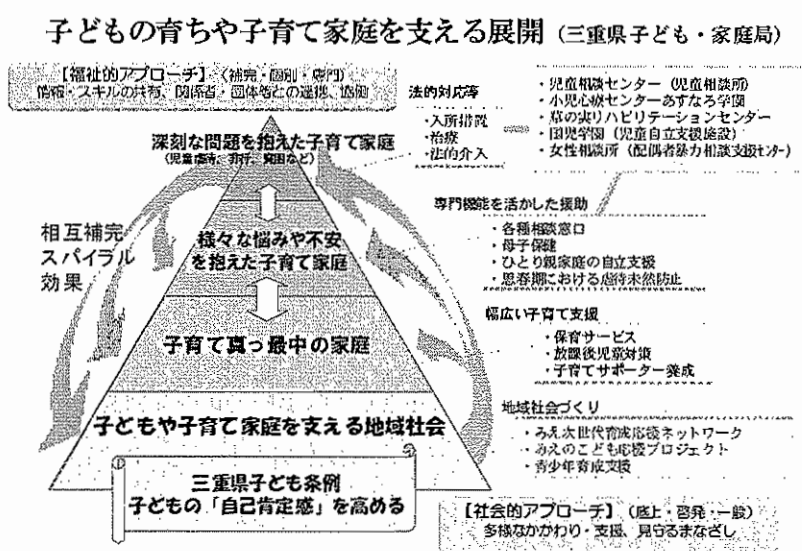 子どもの育ちや子育て家庭を支える展開(三重県子ども・家庭局)
【福祉的アプローチ】(補完・個別・専門)
情報・スキルの共有、関係者・団体等との連携、協働
深刻な問題を抱えた子育て家庭
(児童虐待、非行、貧困など)
様々な悩みや不安
を抱えた子育て家庭
子育て真っ最中の家庭
子どもや子育て家庭を支える地域社会
三重県子ども条例
子どもの「自己肯定感」を高める
相互補完
スパイラル
効果
法的対応等
・入所措置
・治療
・法的介入
・児童相談センター(児童相談所)
・小児心療センターあすなろ学園
・草の実リハビリテーションセンター
・国児学園(児童自立支援施設)
・女性相談所(配偶者暴力相談支援センター)
専門機能を活かした援助
・各種相談窓口
・母子保健
・ひとり親家庭の自立支援
・思春期における虐待未然防止
幅広い子育て支援
・保育サービス
・放課後児童対策
・子育てサポーター養成
地域社会づくり
・みえ次世代育成応援ネットワーク
・みえのこども応援プロジェクト
・青少年育成支援
【社会的アプローチ】(底上・啓発・一般)
多様なかかわり・支援、見守るまなざし